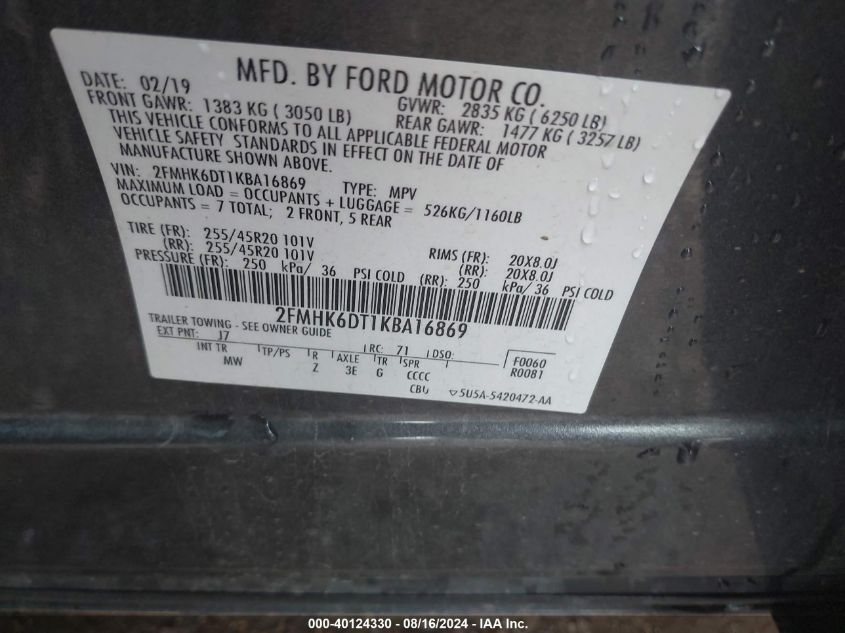 MFD. BY FORD MOTOR CO.
DATE: 02/19
FRONT GAWR: 1383 KG ( 3050 LB) GVWR: 2835 KG ( 6250 LB)
REAR GAWR: 1477 KG ( 3257 LB)
THIS VEHICLE CONFORMS TO ALL APPLICABLE FEDERAL MOTOR
VEHICLE SAFETY STANDARDS IN EFFECT ON THE DATE OF
MANUFACTURE SHOWN ABOVE.
VIN: 2FMHK6DT1KBA16869 TYPE: MPV
MAXIMUM LOAD = OCCUPANTS + LUGGAGE = 526KG/1160LB
OCCUPANTS = 7 TOTAL; 2 FRONT, 5 REAR
TIRE (FR): 255/45R20 101V RIMS (FR): 20X8.0J
(RR): 255/45R20 101V (RR): 20X8.0J
PRESSURE (FR): 250 kPa/ 36 PSI COLD (RR): 250 kPa/ 36 PSI COLD
2FMHK6DT1KBA16869
TRAILER TOWING - SEE OWNER GUIDE
EXT PNT: J7 RC: 71 DSO: F0060
R0081
INT TR TP/PS R AXLE TR SPR
MW Z 3E G CCCC
CBU 5U5A-5420472-AA
000-40124330 - 08/16/2024 - IAA Inc.